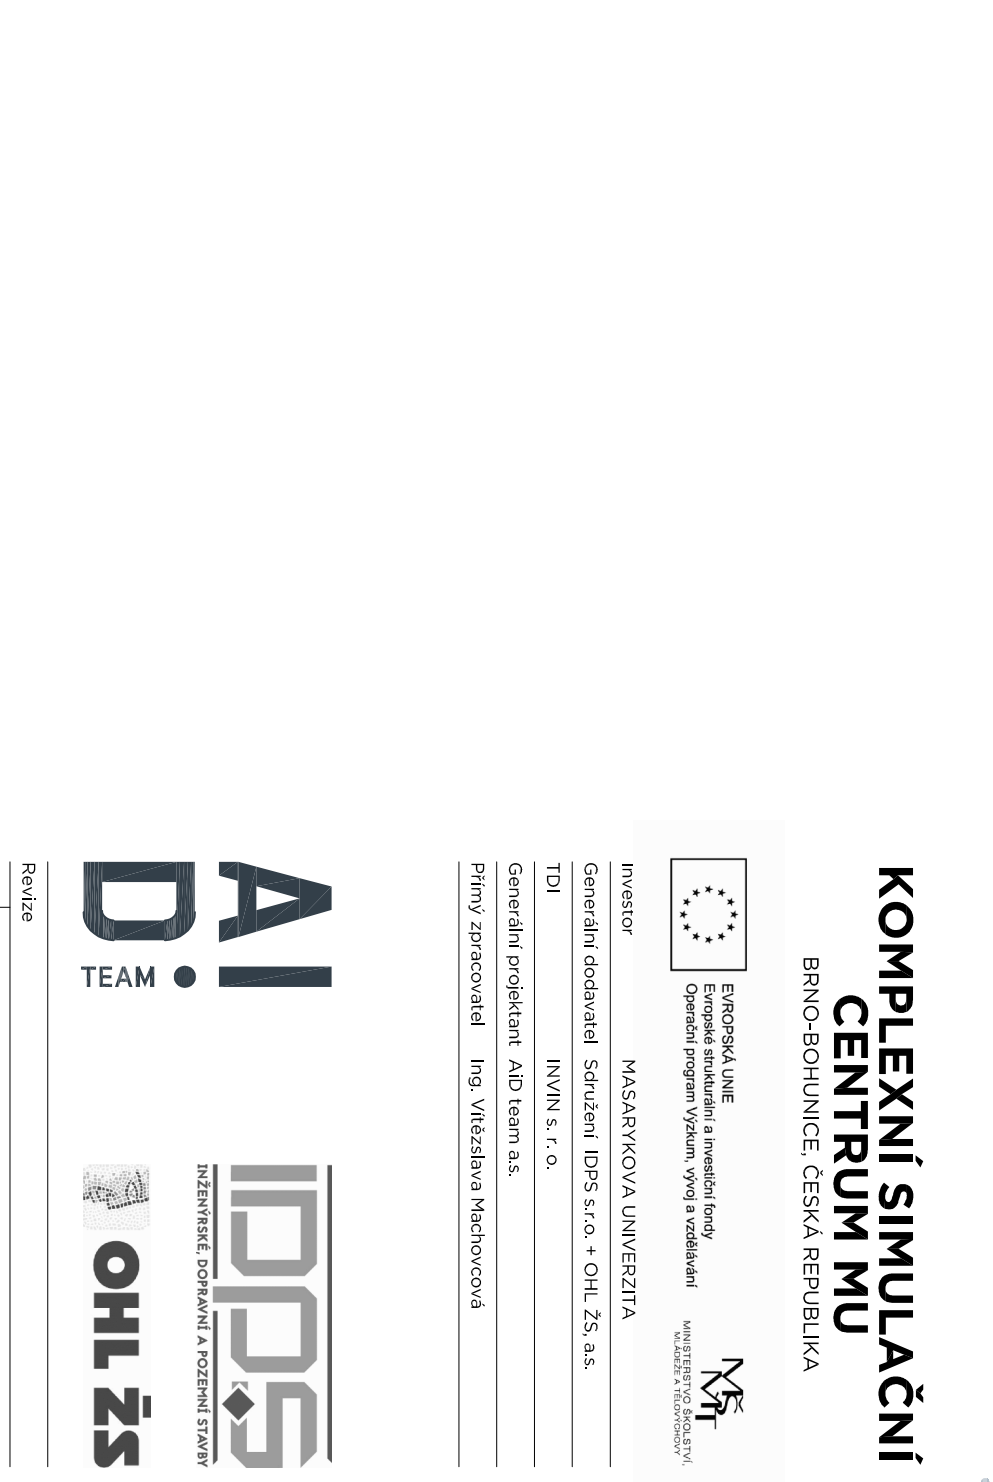 KOMPLEXNÍ SIMULAČNÍ
CENTRUM MU
BRNO-BOHUNICE, ČESKÁ REPUBLIKA
EVROPSKÁ UNIE
Evropské strukturální a investiční fondy
Operační program Výzkum, vývoj a vzdělávání
MŠMT
MINISTERSTVO ŠKOLSTVÍ,
MLÁDEŽE A TĚLOVÝCHOVY
Investor MASARYKOVA UNIVERZITA
Generální dodavatel Sdružení IDPS s.r.o. + OHL ŽS, a.s.
TDI INVIN s. r. o.
Generální projektant AiD team a.s.
Přímý zpracovatel Ing. Vítězslava Machovcová
AI
D TEAM
IDPS
INŽENÝRSKÉ, DOPRAVNÍ A POZEMNÍ STAVBY
OHL ŽS
Revize